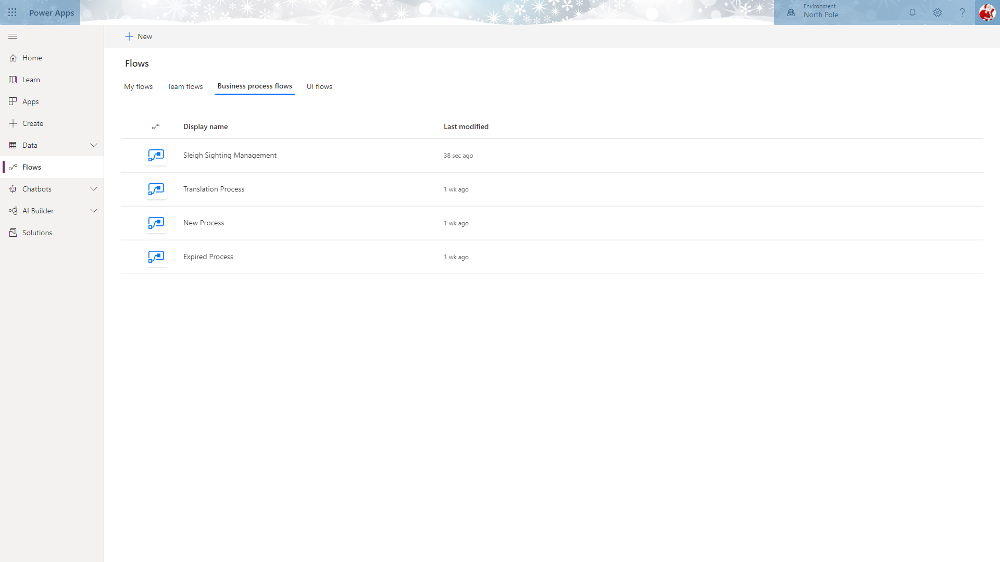 Power Apps
Environment
North Pole
New
Home
Learn
Apps
Create
Data
Flows
Chatbots
AI Builder
Solutions
Flows
My flows Team flows Business process flows UI flows
Display name Last modified
Sleigh Sighting Management 38 sec ago
Translation Process 1 wk ago
New Process 1 wk ago
Expired Process 1 wk ago